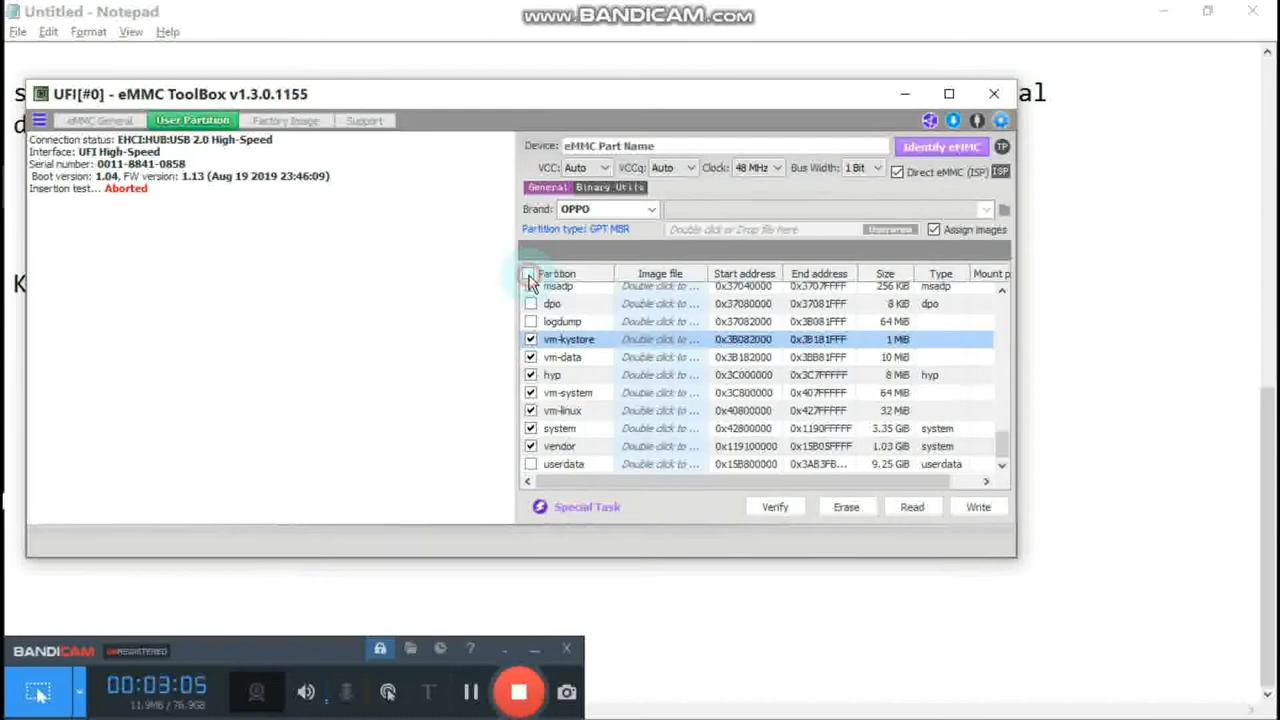 Untitled - Notepad
www.BANDICAM.com
File Edit Format View Help
s
al
d
K
UFI[#0] - eMMC ToolBox v1.3.0.1155
eMMC General User Partition Factory Image Support
Connection status: EHCI:HUB:USB 2.0 High-Speed
Interface: UFI High-Speed
Serial number: 0011-8841-0858
Boot version: 1.04, FW version: 1.13 (Aug 19 2019 23:46:09)
Insertion test... Aborted
Device: eMMC Part Name Identify eMMC TP
VCC: Auto VCCq: Auto Clock: 48 MHz Bus Width: 1 Bit Direct eMMC (ISP) ISP
General Binary Utils
Brand: OPPO
Partition type: GPT MBR Double click or Drop file here Userarea Assign images
Partition Image file Start address End address Size Type Mount p
msadp Double click to ... 0x37040000 0x3707FFFF 256 KiB msadp
dpo Double click to ... 0x37080000 0x37081FFF 8 KiB dpo
logdump Double click to ... 0x37082000 0x3B081FFF 64 MiB
vm-kystore Double click to ... 0x3B082000 0x3B181FFF 1 MiB
vm-data Double click to ... 0x3B182000 0x3BB81FFF 10 MiB
hyp Double click to ... 0x3C000000 0x3C7FFFFF 8 MiB hyp
vm-system Double click to ... 0x3C800000 0x407FFFFF 64 MiB
vm-linux Double click to ... 0x40800000 0x427FFFFF 32 MiB
system Double click to ... 0x42800000 0x1190FFFFF 3.35 GiB system
vendor Double click to ... 0x119100000 0x15B05FFFF 1.03 GiB system
userdata Double click to ... 0x15B800000 0x3AB3FB... 9.25 GiB userdata
Special Task Verify Erase Read Write
BANDICAM UNREGISTERED
00:03:05
11.9MB / 76.9GB